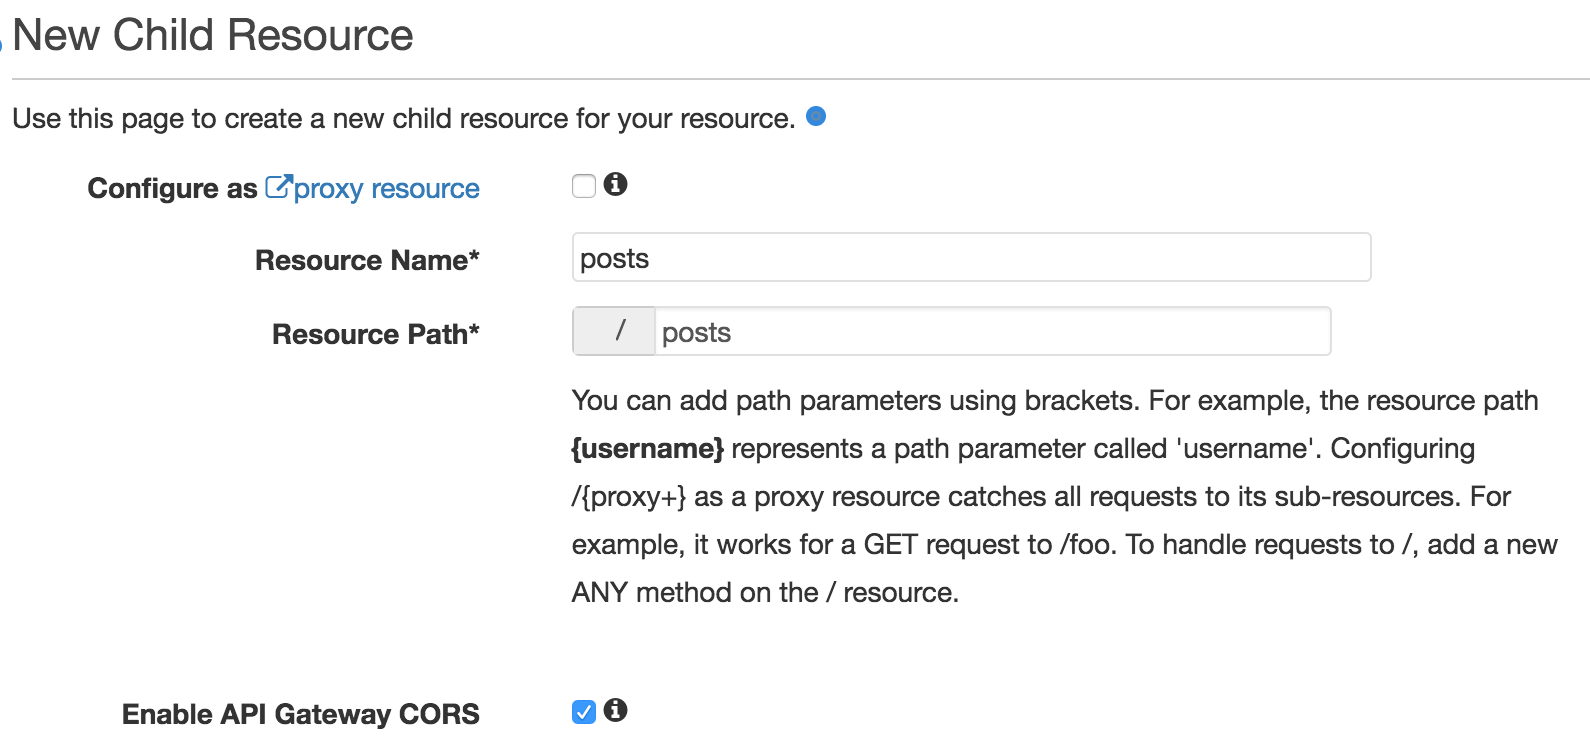 New Child Resource
Use this page to create a new child resource for your resource.
Configure as proxy resource
Resource Name* posts
Resource Path* / posts
You can add path parameters using brackets. For example, the resource path
{username} represents a path parameter called 'username'. Configuring
/{proxy+} as a proxy resource catches all requests to its sub-resources. For
example, it works for a GET request to /foo. To handle requests to /, add a new
ANY method on the / resource.
Enable API Gateway CORS